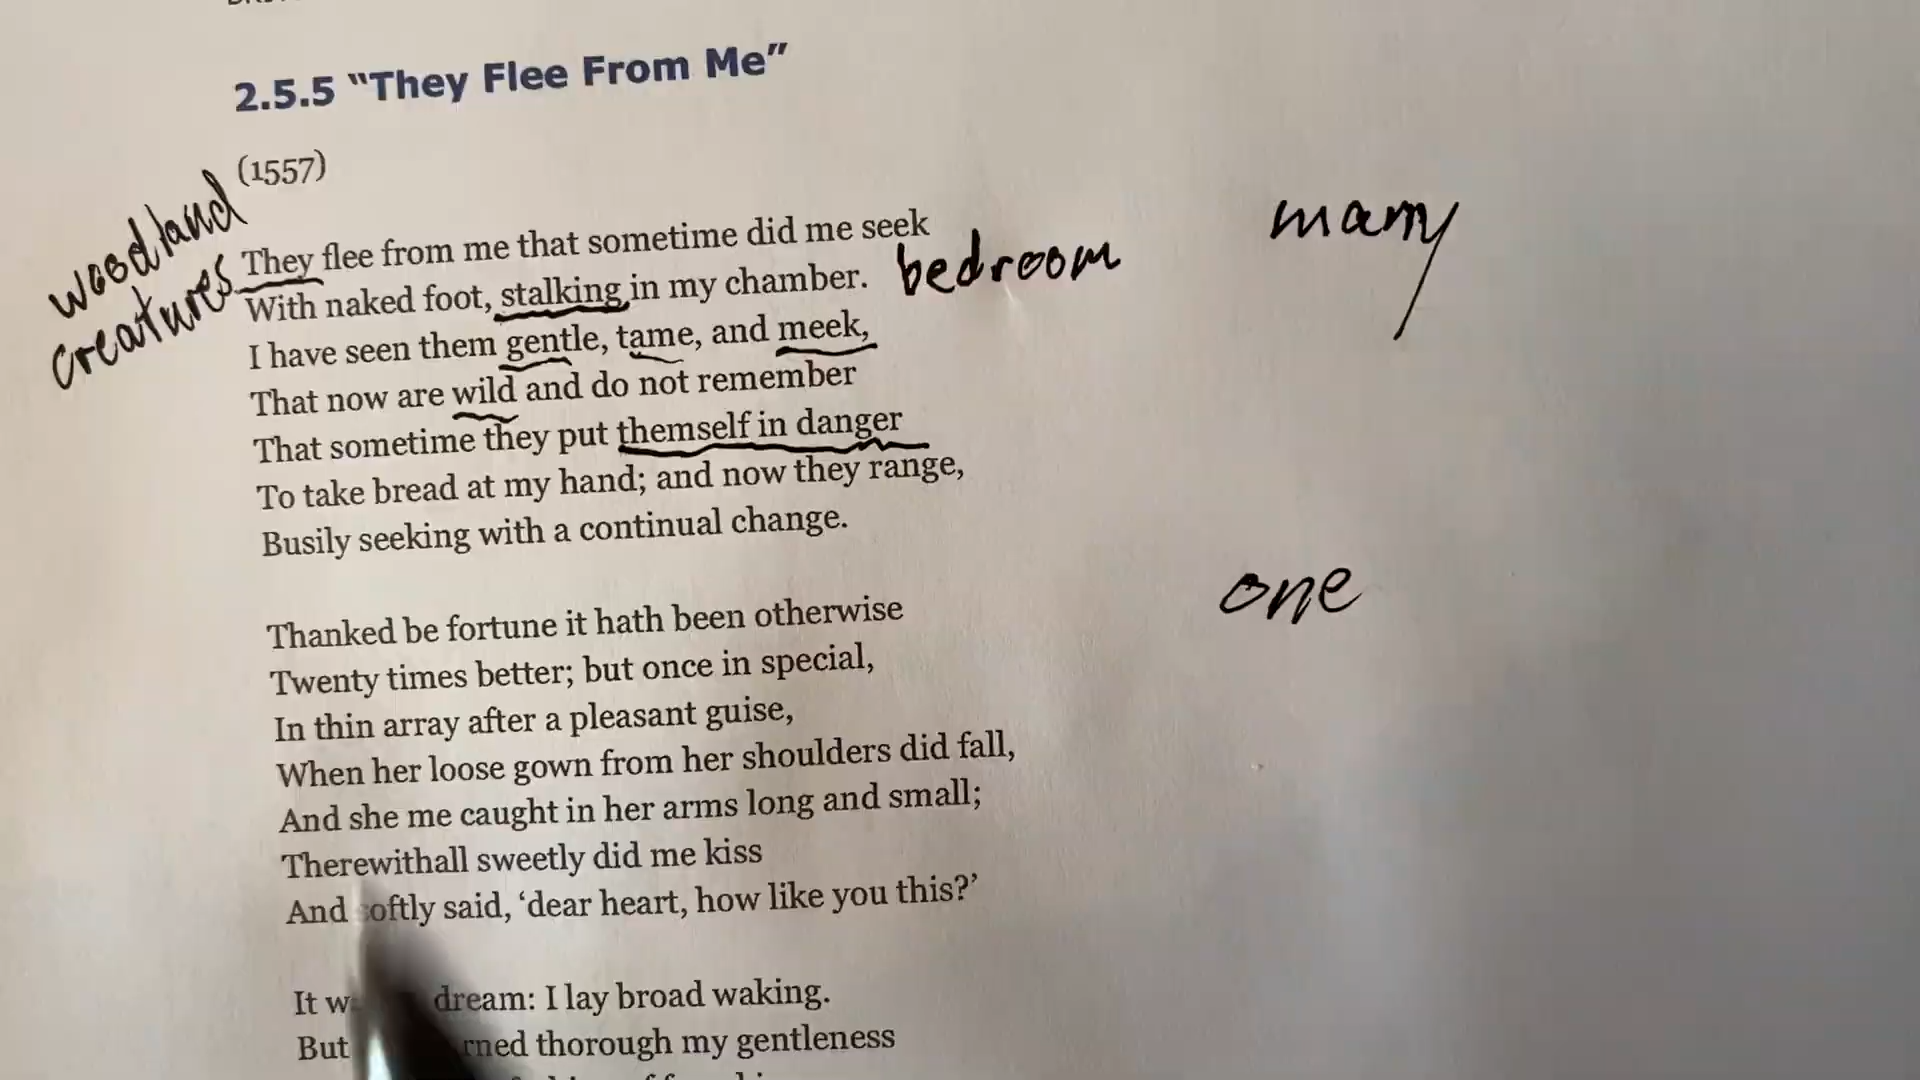 2.5.5 "They Flee From Me"
(1557)
woodland
creatures
They flee from me that sometime did me seek
With naked foot, stalking in my chamber.
bedroom
many
I have seen them gentle, tame, and meek,
That now are wild and do not remember
That sometime they put themself in danger
To take bread at my hand; and now they range,
Busily seeking with a continual change.
one
Thanked be fortune it hath been otherwise
Twenty times better; but once in special,
In thin array after a pleasant guise,
When her loose gown from her shoulders did fall,
And she me caught in her arms long and small;
Therewithall sweetly did me kiss
And softly said, 'dear heart, how like you this?'
It dream: I lay broad waking.
But thorough my gentleness